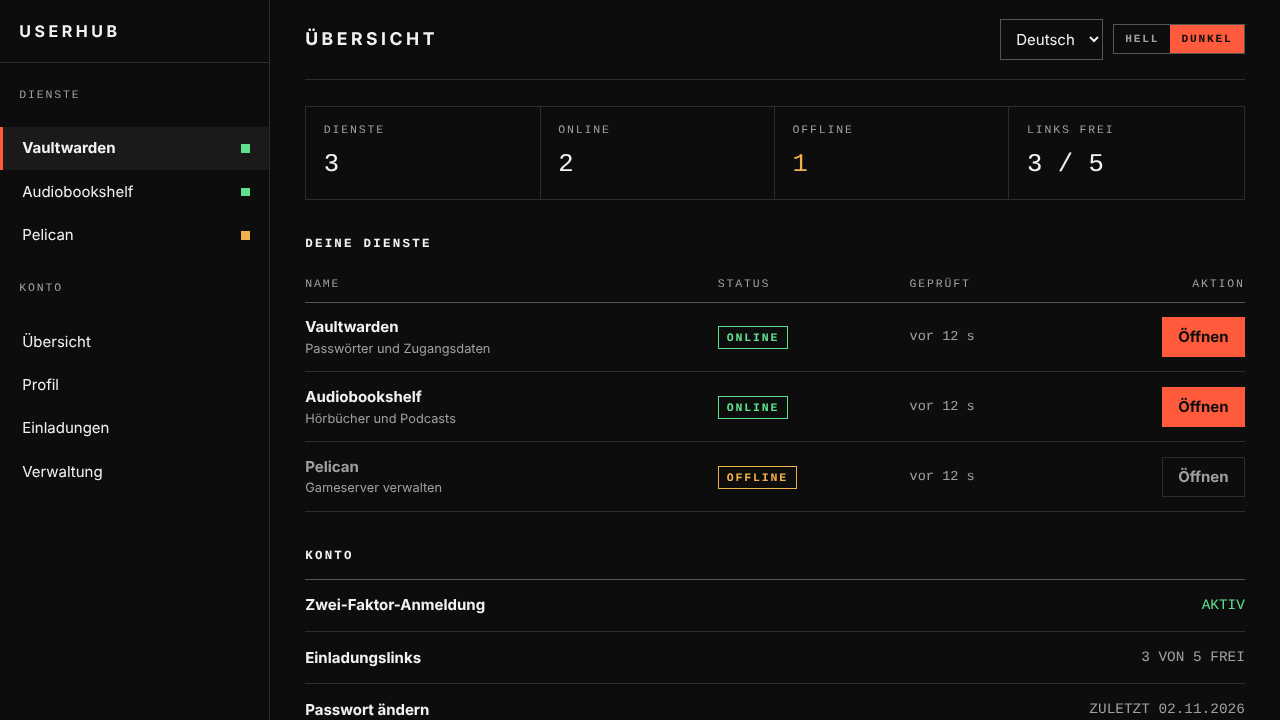 USERHUB
DIENSTE
Vaultwarden
Audiobookshelf
Pelican
KONTO
Übersicht
Profil
Einladungen
Verwaltung
ÜBERSICHT
Deutsch
HELL DUNKEL
DIENSTE ONLINE OFFLINE LINKS FREI
3 2 1 3 / 5
DEINE DIENSTE
NAME STATUS GEPRÜFT AKTION
Vaultwarden
Passwörter und Zugangsdaten
ONLINE vor 12 s Öffnen
Audiobookshelf
Hörbücher und Podcasts
ONLINE vor 12 s Öffnen
Pelican
Gameserver verwalten
OFFLINE vor 12 s Öffnen
KONTO
Zwei-Faktor-Anmeldung AKTIV
Einladungslinks 3 VON 5 FREI
Passwort ändern ZULETZT 02.11.2026